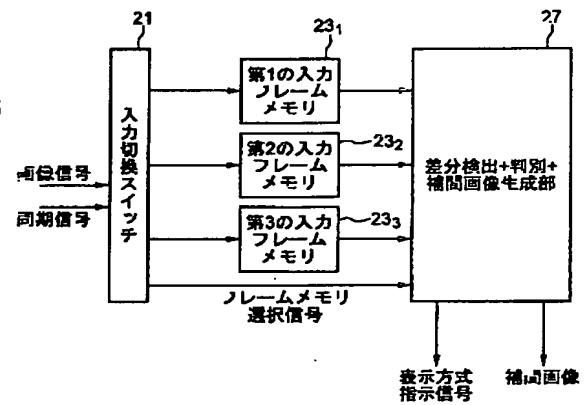 21
23₁
27
第1の入力
フレーム
メモリ
入力切換スイッチ
第2の入力
フレーム
メモリ
23₂
差分検出+判別+
補間画像生成部
画像信号
同期信号
第3の入力
フレーム
メモリ
23₃
フレームメモリ
選択信号
表示方式
指示信号
補間画像